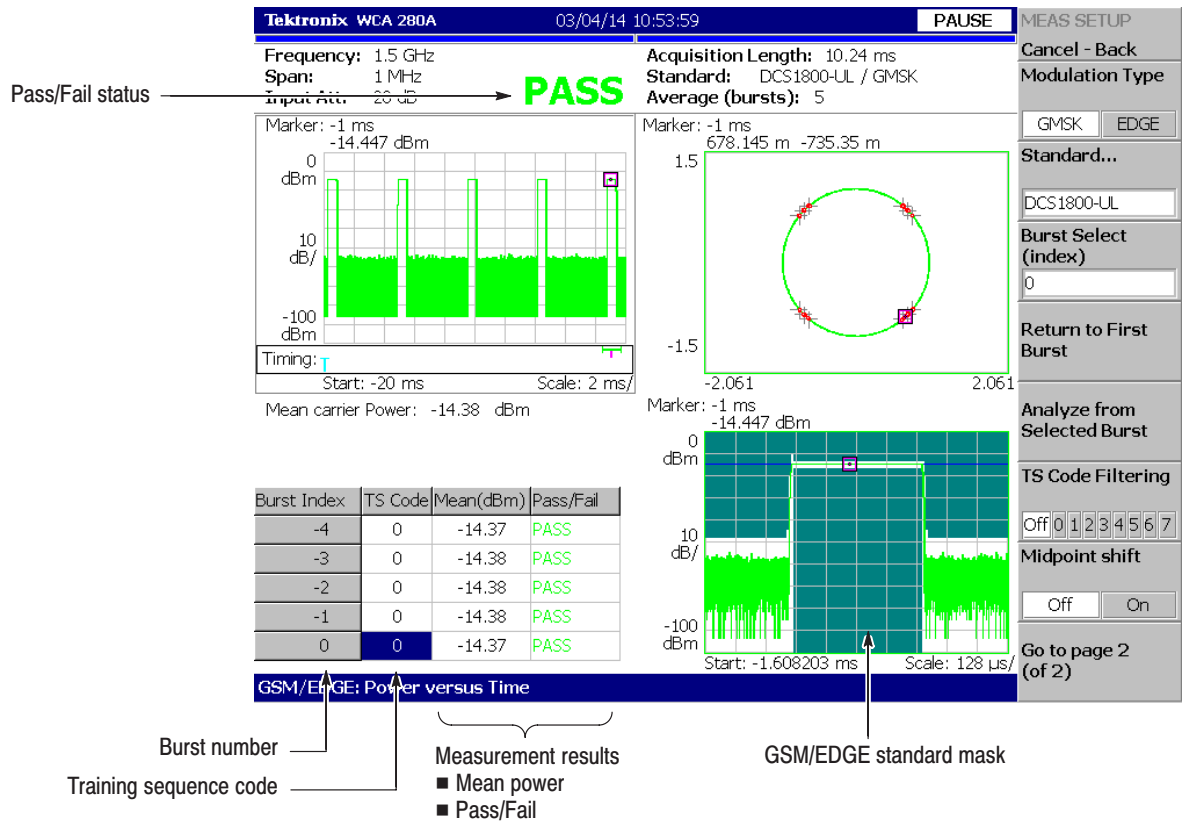 Tektronix WCA 280A 03/04/14 10:53:59 PAUSE
MEAS SETUP
Cancel - Back
Frequency: 1.5 GHz
Span: 1 MHz
Input Att: 20 dB
PASS
Acquisition Length: 10.24 ms
Standard: DCS1800-UL / GMSK
Average (bursts): 5
Pass/Fail status
Marker: -1 ms
-14.447 dBm
0
dBm
10
dB/
-100
dBm
Timing: T
T
Start: -20 ms Scale: 2 ms/
Marker: -1 ms
678.145 m -735.35 m
1.5
-1.5
-2.061 2.061
Mean carrier Power: -14.38 dBm
Marker: -1 ms
-14.447 dBm
0
dBm
10
dB/
-100
dBm
Start: -1.608203 ms Scale: 128 µs/
Burst Index TS Code Mean(dBm) Pass/Fail
-4 0 -14.37 PASS
-3 0 -14.38 PASS
-2 0 -14.38 PASS
-1 0 -14.38 PASS
0 0 -14.37 PASS
GSM/EDGE: Power versus Time
Modulation Type
GMSK EDGE
Standard...
DCS1800-UL
Burst Select
(index)
0
Return to First
Burst
Analyze from
Selected Burst
TS Code Filtering
Off 0 1 2 3 4 5 6 7
Midpoint shift
Off On
Go to page 2
(of 2)
Burst number
Training sequence code
Measurement results
■ Mean power
■ Pass/Fail
GSM/EDGE standard mask